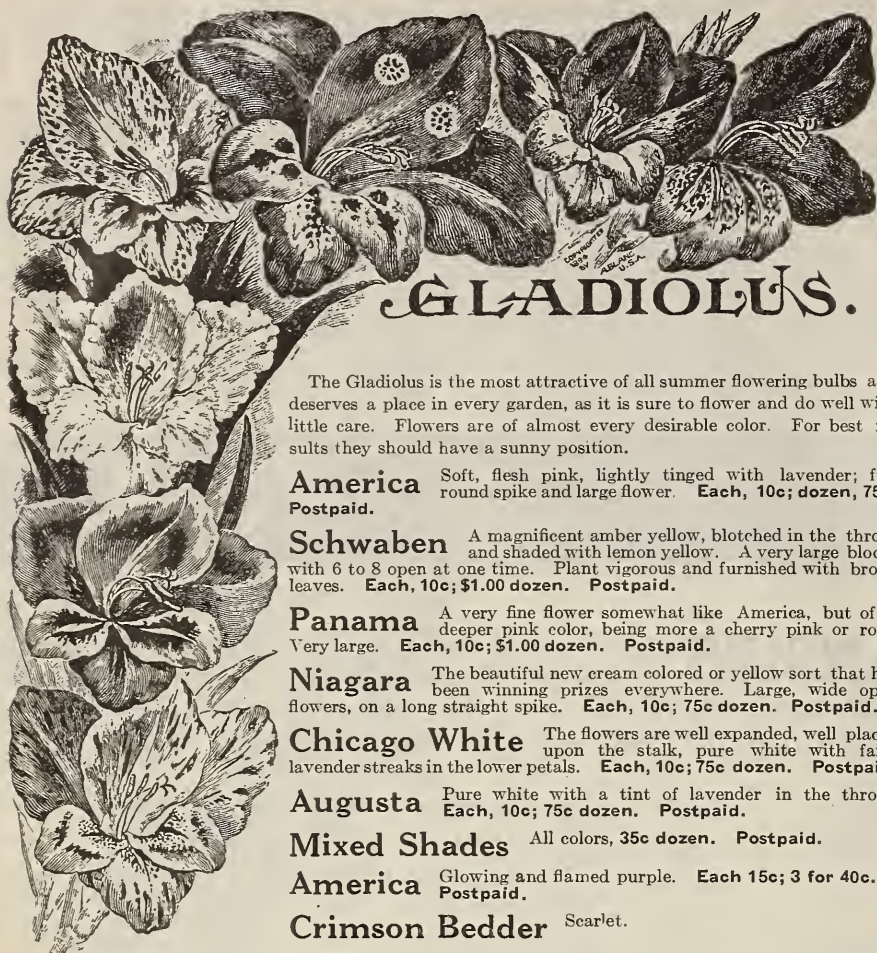 COPYRIGHTED
BY A.BLANC
U.S.A.
GLADIOLUS.
The Gladiolus is the most attractive of all summer flowering bulbs a
deserves a place in every garden, as it is sure to flower and do well wi
little care. Flowers are of almost every desirable color. For best
sults they should have a sunny position.
America Soft, flesh pink, lightly tinged with lavender; f
round spike and large flower. Each, 10c; dozen, 75
Postpaid.
Schwaben A magnificent amber yellow, blotched in the thro
and shaded with lemon yellow. A very large bloo
with 6 to 8 open at one time. Plant vigorous and furnished with bro
leaves. Each, 10c; $1.00 dozen. Postpaid.
Panama A very fine flower somewhat like America, but of
deeper pink color, being more a cherry pink or ro
Very large. Each, 10c; $1.00 dozen. Postpaid.
Niagara The beautiful new cream colored or yellow sort that h
been winning prizes everywhere. Large, wide op
flowers, on a long straight spike. Each, 10c; 75c dozen. Postpaid.
Chicago White The flowers are well expanded, well plac
upon the stalk, pure white with fa
lavender streaks in the lower petals. Each, 10c; 75c dozen. Postpai
Augusta Pure white with a tint of lavender in the thro
Each, 10c; 75c dozen. Postpaid.
Mixed Shades All colors, 35c dozen. Postpaid.
America Glowing and flamed purple. Each 15c; 3 for 40c.
Postpaid.
Crimson Bedder Scarlet.